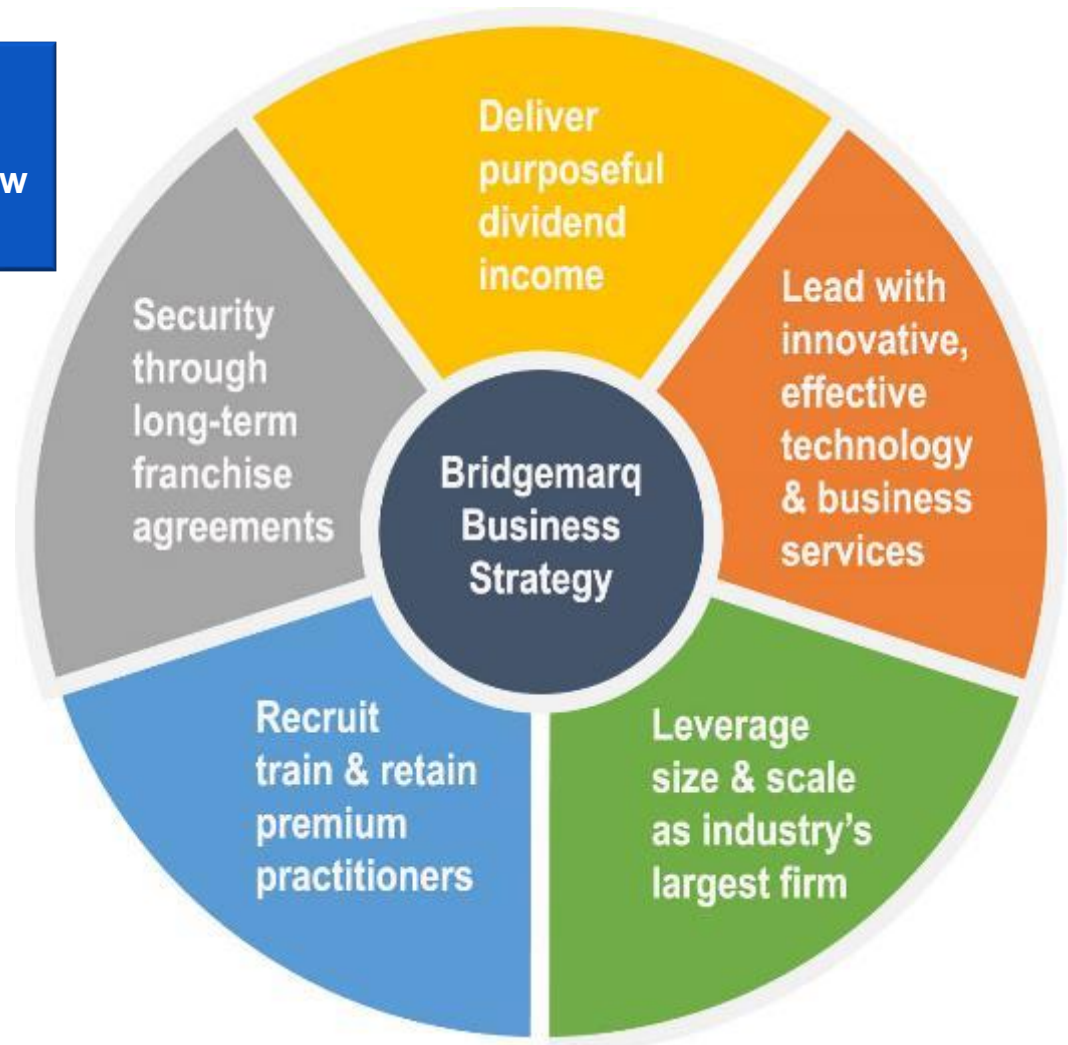 w
Deliver
purposeful
dividend
income
Lead with
innovative,
effective
technology
& business
services
Leverage
size & scale
as industry’s
largest firm
Recruit
train & retain
premium
practitioners
Security
through
long-term
franchise
agreements
Bridgemarq
Business
Strategy